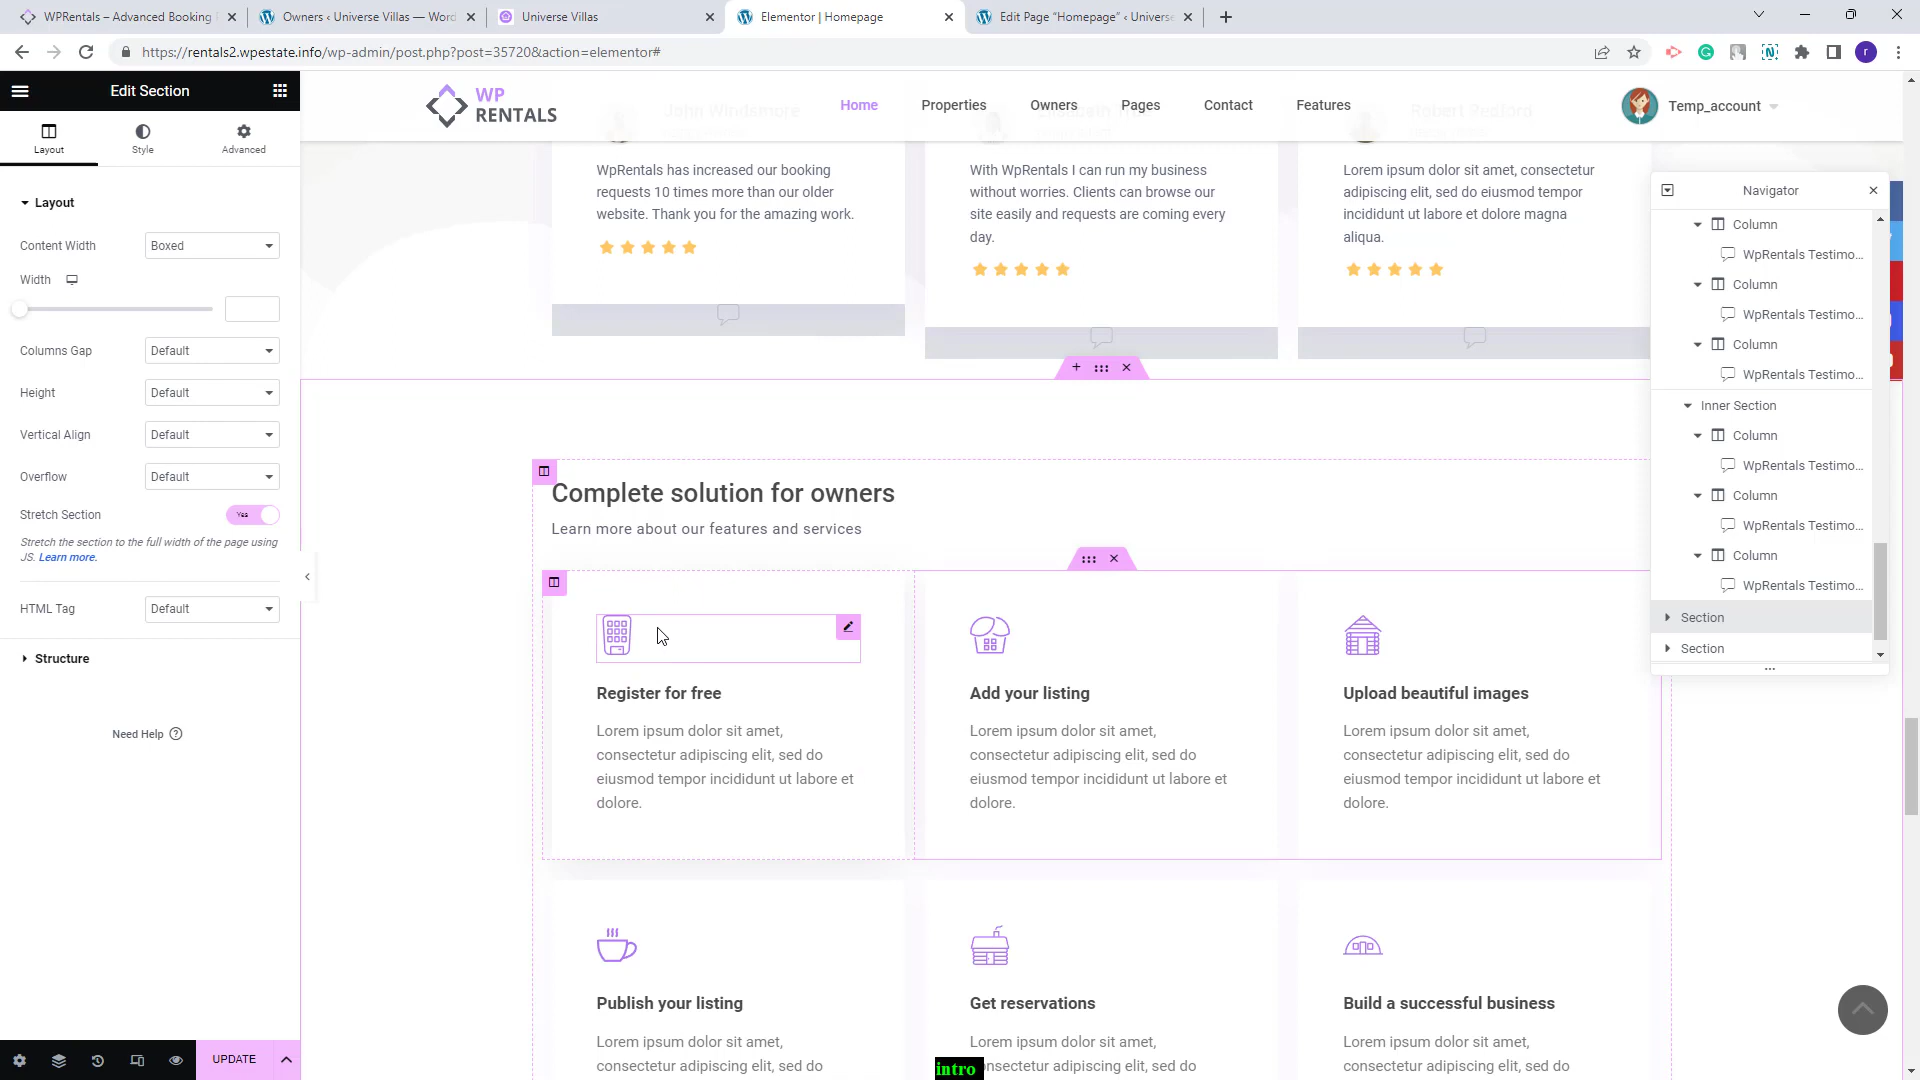 WPRentals – Advanced Booking
Owners ‹ Universe Villas — Word
Universe Villas
Elementor | Homepage
Edit Page “Homepage” ‹ Universe
https://rentals2.wpestate.info/wp-admin/post.php?post=35720&action=elementor#
r
Edit Section
WP
RENTALS
Home
Properties
Owners
Pages
Contact
Features
Temp_account
John Windsmore
Robert Redford
Layout
Style
Advanced
Layout
Content Width
Boxed
Width
Columns Gap
Default
Height
Default
Vertical Align
Default
Overflow
Default
Stretch Section
Yes
Stretch the section to the full width of the page using
JS. Learn more.
HTML Tag
Default
Structure
Need Help
UPDATE
WpRentals has increased our booking
requests 10 times more than our older
website. Thank you for the amazing work.
With WpRentals I can run my business
without worries. Clients can browse our
site easily and requests are coming every
day.
Lorem ipsum dolor sit amet, consectetur
adipiscing elit, sed do eiusmod tempor
incididunt ut labore et dolore magna
aliqua.
Complete solution for owners
Learn more about our features and services
Register for free
Lorem ipsum dolor sit amet,
consectetur adipiscing elit, sed do
eiusmod tempor incididunt ut labore et
dolore.
Add your listing
Lorem ipsum dolor sit amet,
consectetur adipiscing elit, sed do
eiusmod tempor incididunt ut labore et
dolore.
Upload beautiful images
Lorem ipsum dolor sit amet,
consectetur adipiscing elit, sed do
eiusmod tempor incididunt ut labore et
dolore.
Publish your listing
Lorem ipsum dolor sit amet,
consectetur adipiscing elit, sed do
Get reservations
Lorem ipsum dolor sit amet,
consectetur adipiscing elit, sed do
Build a successful business
Lorem ipsum dolor sit amet,
consectetur adipiscing elit, sed do
intro
Navigator
Column
WpRentals Testimo...
Column
WpRentals Testimo...
Column
WpRentals Testimo...
Inner Section
Column
WpRentals Testimo...
Column
WpRentals Testimo...
Column
WpRentals Testimo...
Section
Section